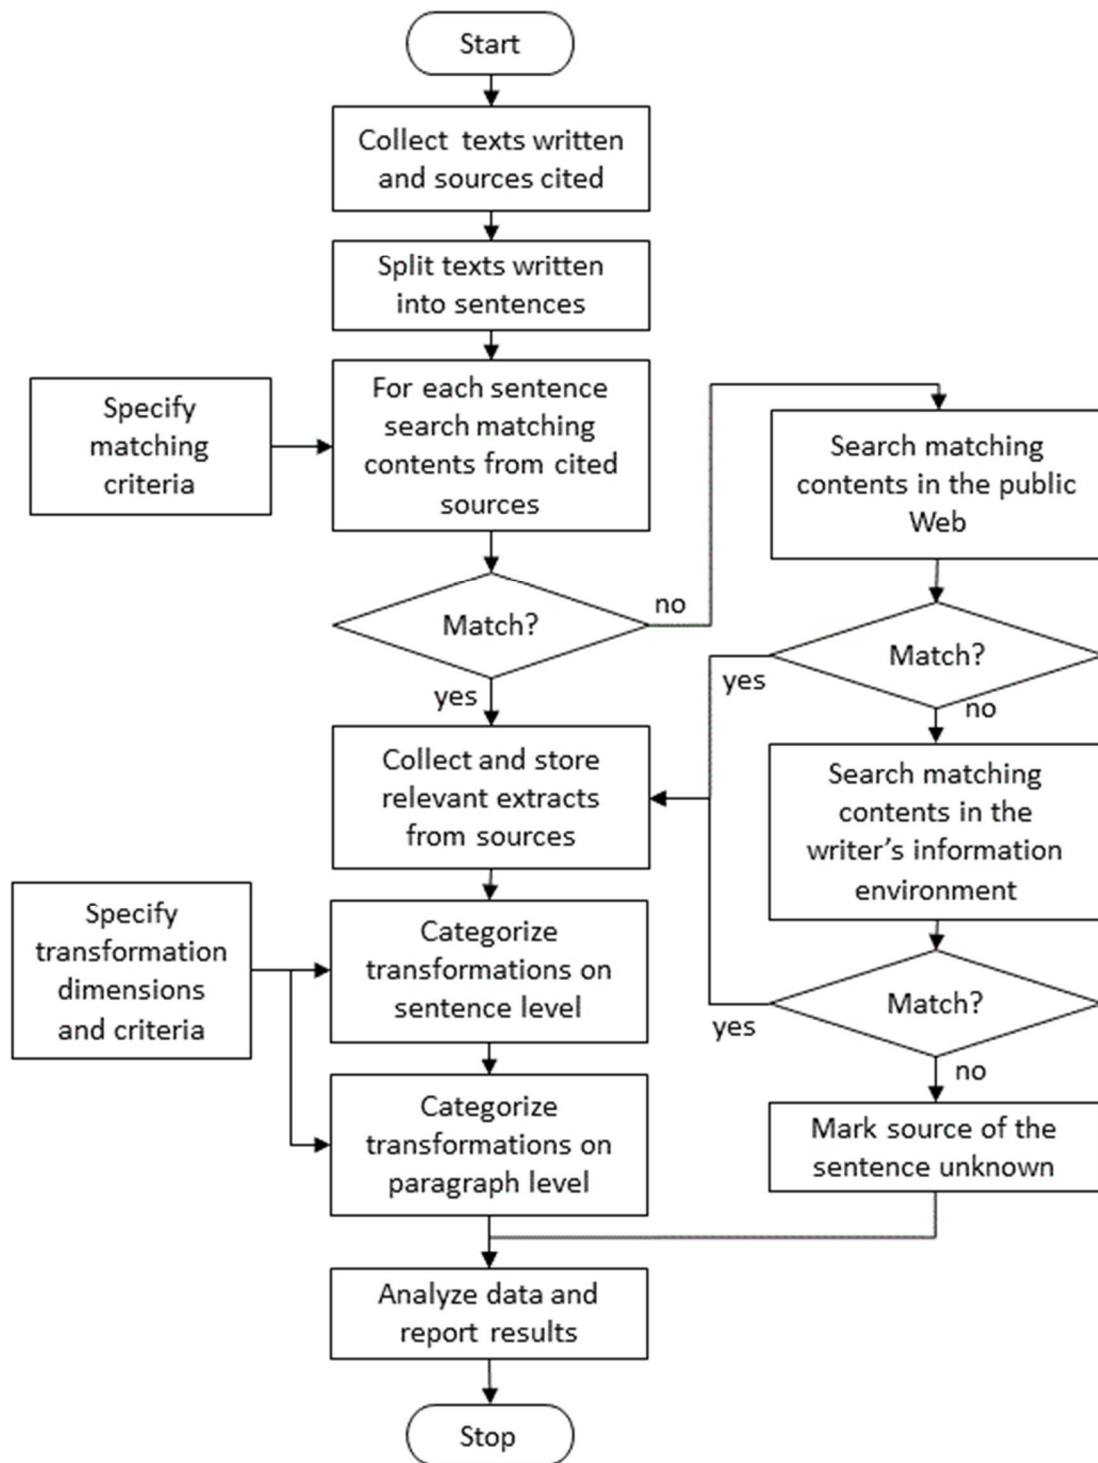 Start
Collect texts written
and sources cited
Split texts written
into sentences
Specify
matching
criteria
For each sentence
search matching
contents from cited
sources
Match?
no
yes
Search matching
contents in the public
Web
Match?
yes
no
Search matching
contents in the
writer's information
environment
Match?
yes
no
Mark source of the
sentence unknown
Collect and store
relevant extracts
from sources
Specify
transformation
dimensions
and criteria
Categorize
transformations on
sentence level
Categorize
transformations on
paragraph level
Analyze data and
report results
Stop